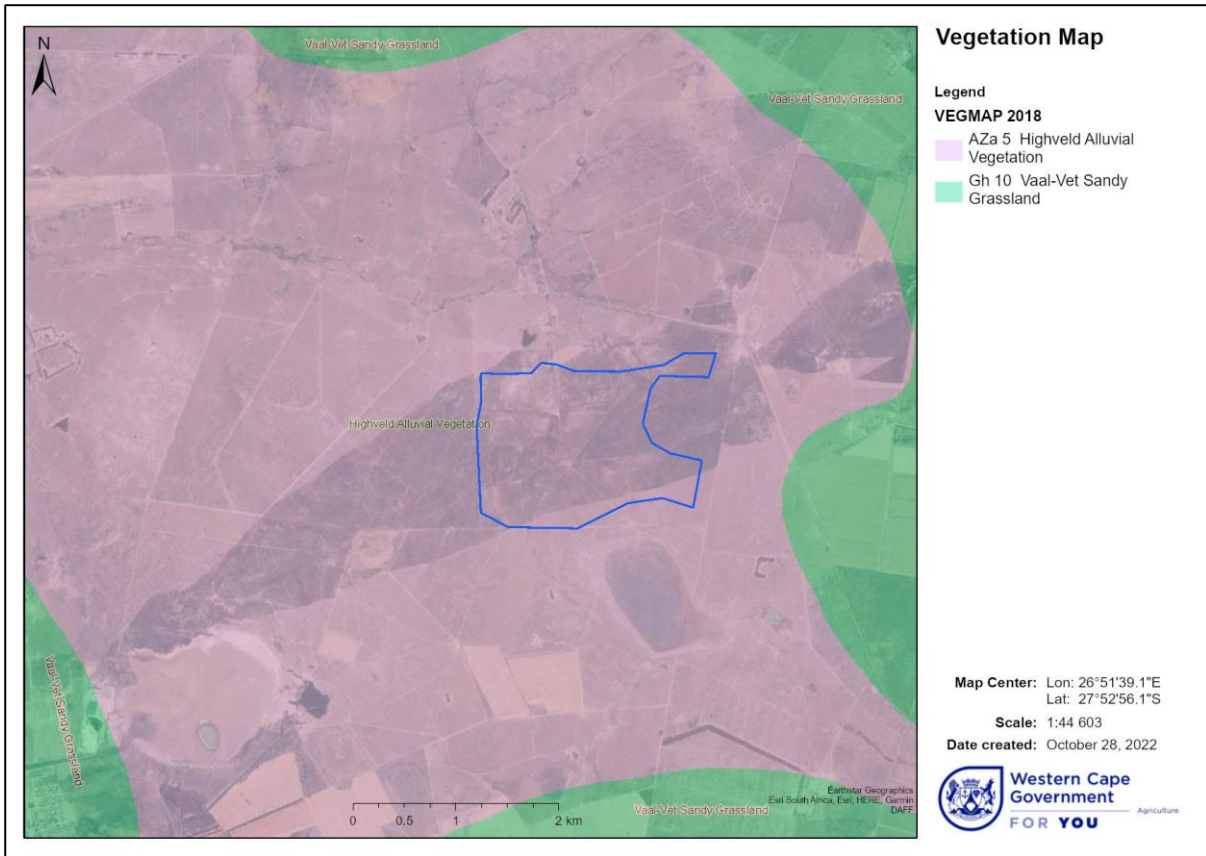 N
Vaal-Vet Sandy Grassland
Vaal-Vet Sandy Grassland
Highveld Alluvial Vegetation
Vaal-Vet Sandy Grassland
Vaal-Vet Sandy Grassland
0 0.5 1 2 km
Earthstar Geographics
Esri South Africa, Esri, HERE, Garmin
DAFF
Vegetation Map
Legend
VEGMAP 2018
AZa 5 Highveld Alluvial
Vegetation
Gh 10 Vaal-Vet Sandy
Grassland
Map Center: Lon: 26°51'39.1"E
Lat: 27°52'56.1"S
Scale: 1:44 603
Date created: October 28, 2022
Western Cape
Government
Agriculture
FOR YOU